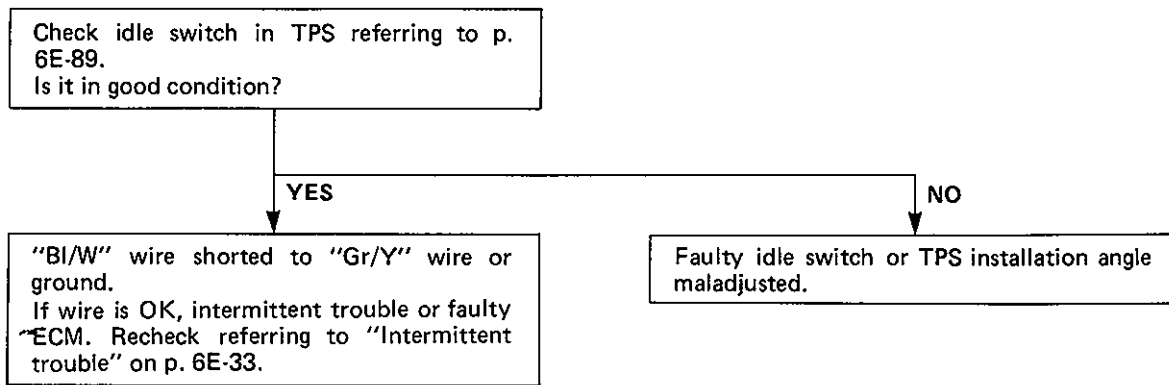 Check idle switch in TPS referring to p.
6E-89.
Is it in good condition?
YES
NO
"Bl/W" wire shorted to "Gr/Y" wire or
ground.
If wire is OK, intermittent trouble or faulty
ECM. Recheck referring to "Intermittent
trouble" on p. 6E-33.
Faulty idle switch or TPS installation angle
maladjusted.